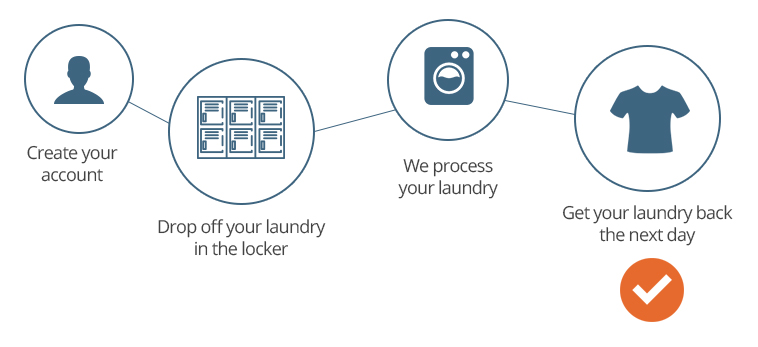 Create your
account
Drop off your laundry
in the locker
We process
your laundry
Get your laundry back
the next day